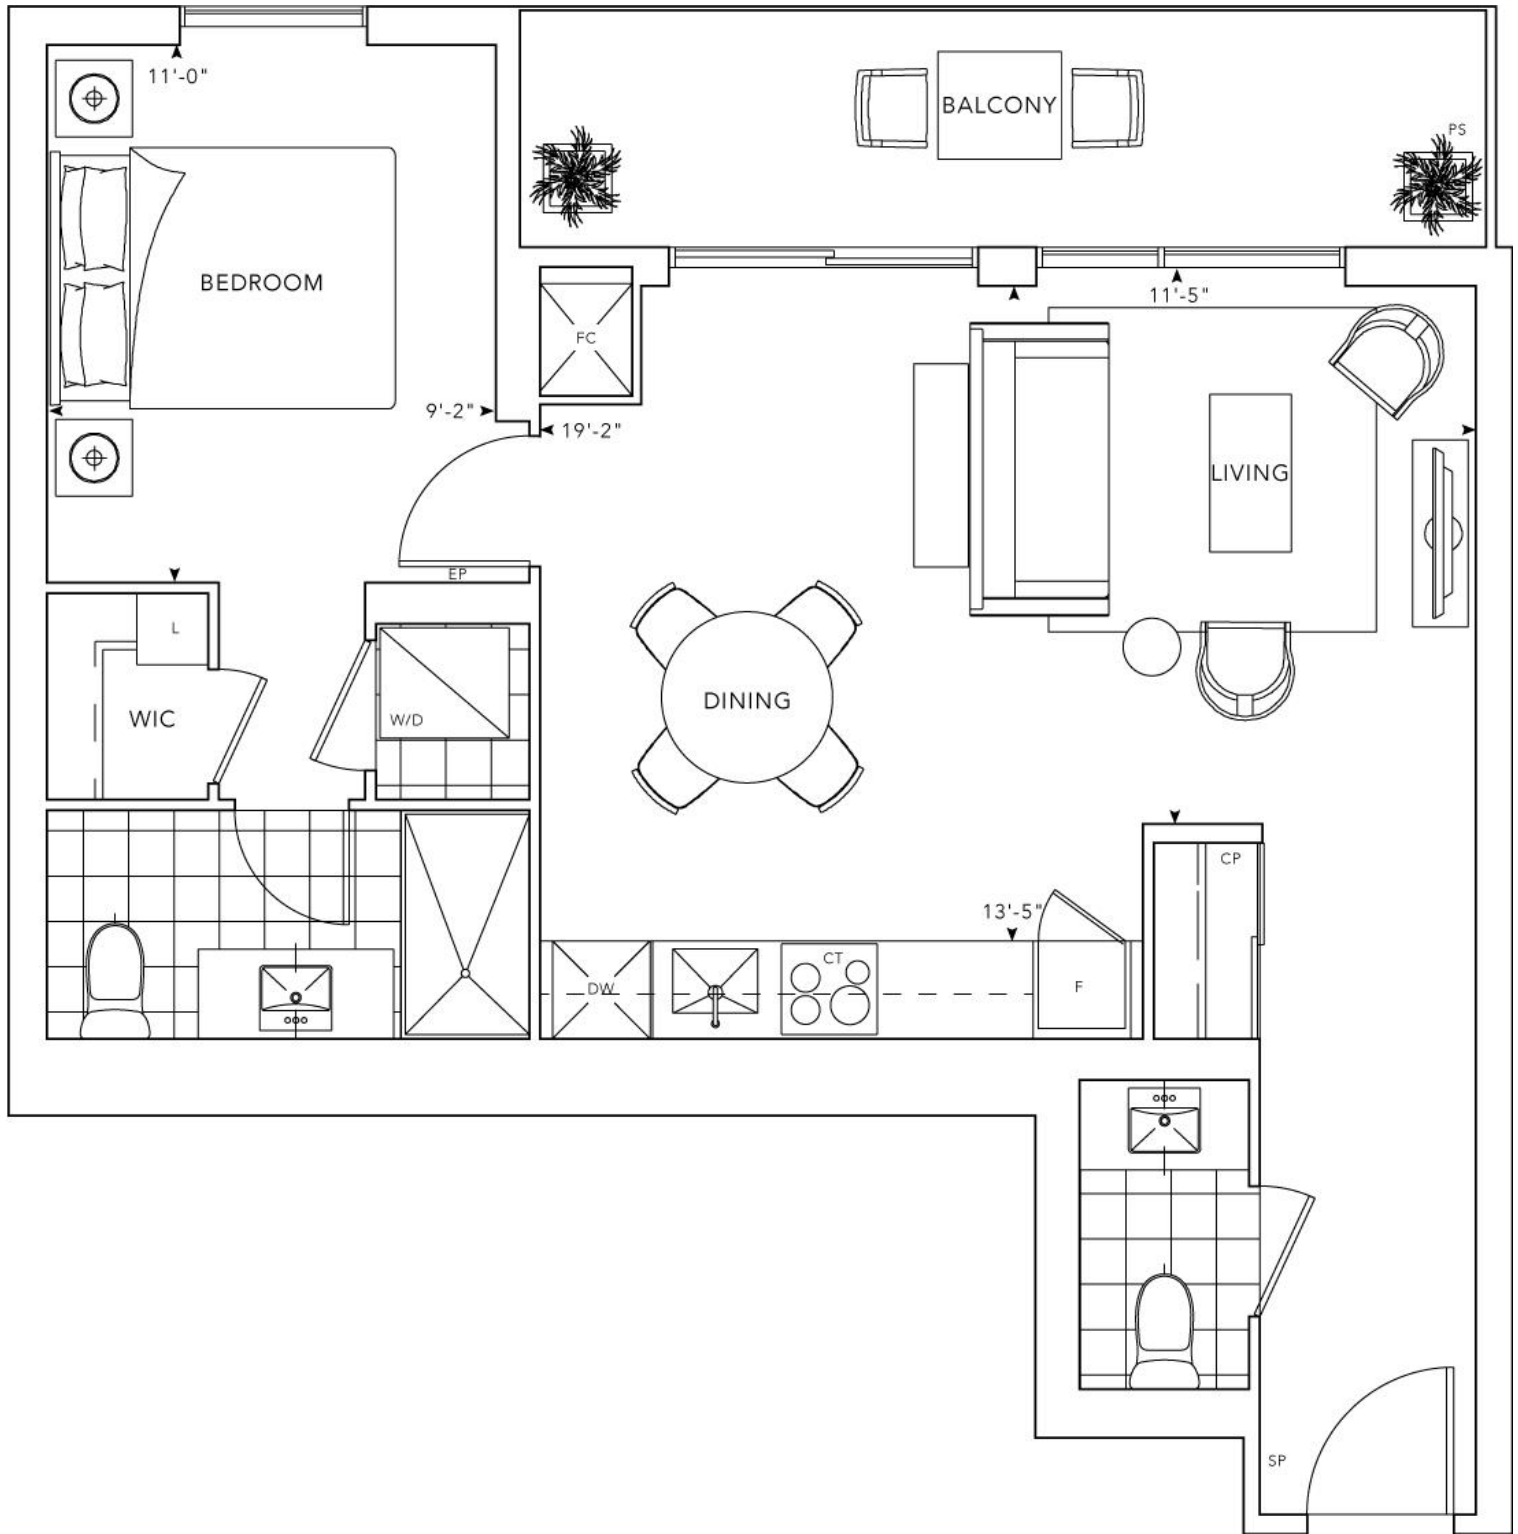 11'-0"
BALCONY
PS
BEDROOM
11'-5"
FC
9'-2"
19'-2"
LIVING
EP
L
DINING
WIC
W/D
CP
13'-5"
CT
DW
F
SP